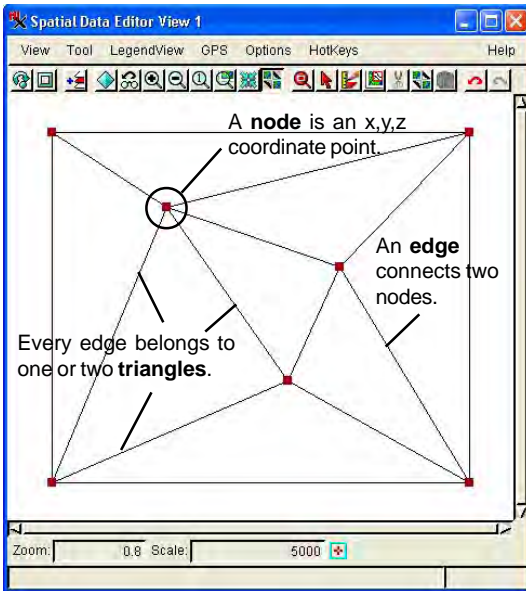 Spatial Data Editor View 1
View Tool LegendView GPS Options HotKeys Help
A node is an x,y,z
coordinate point.
An edge
connects two
nodes.
Every edge belongs to
one or two triangles.
Zoom: 0.8 Scale: 5000